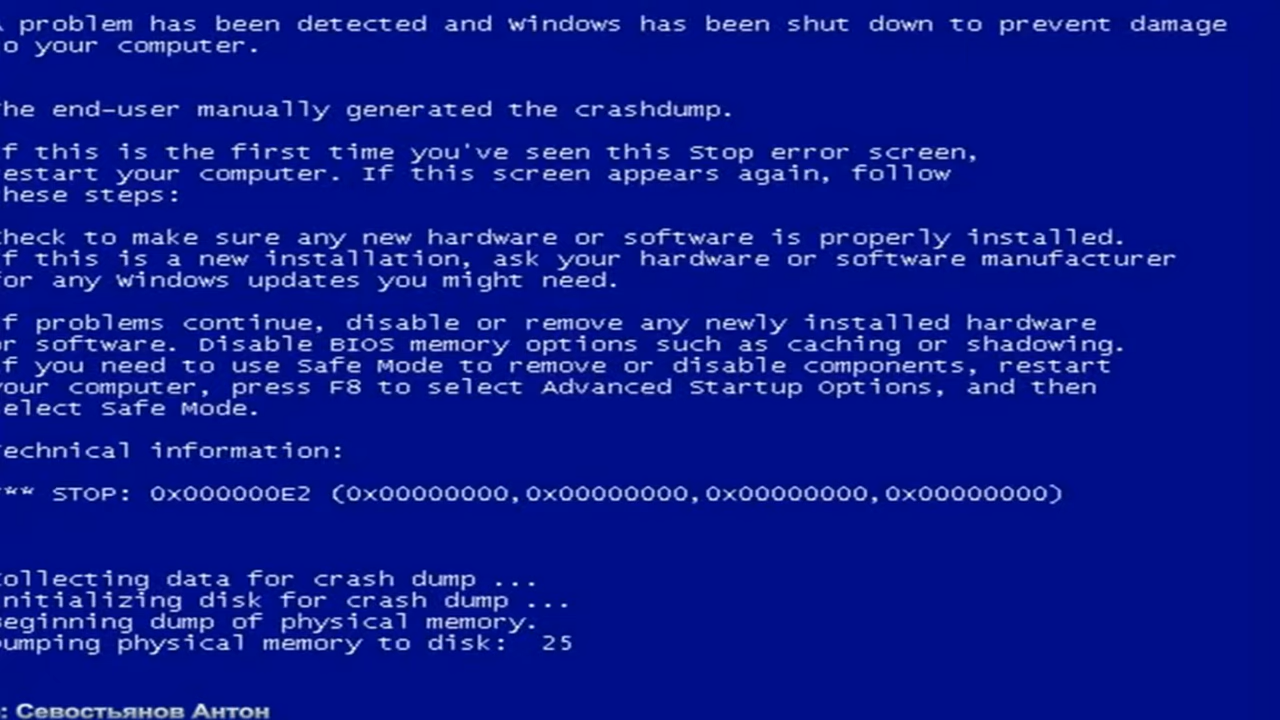 problem has been detected and Windows has been shut down to prevent damage
o your computer.
he end-user manually generated the crashdump.
f this is the first time you've seen this Stop error screen,
estart your computer. If this screen appears again, follow
hese steps:
heck to make sure any new hardware or software is properly installed.
f this is a new installation, ask your hardware or software manufacturer
or any Windows updates you might need.
f problems continue, disable or remove any newly installed hardware
r software. Disable BIOS memory options such as caching or shadowing.
f you need to use Safe Mode to remove or disable components, restart
our computer, press F8 to select Advanced Startup Options, and then
elect Safe Mode.
echnical information:
** STOP: 0x000000E2 (0x00000000,0x00000000,0x00000000,0x00000000)
ollecting data for crash dump ...
nitializing disk for crash dump ...
eginning dump of physical memory.
umping physical memory to disk: 25
: Севостьянов Антон